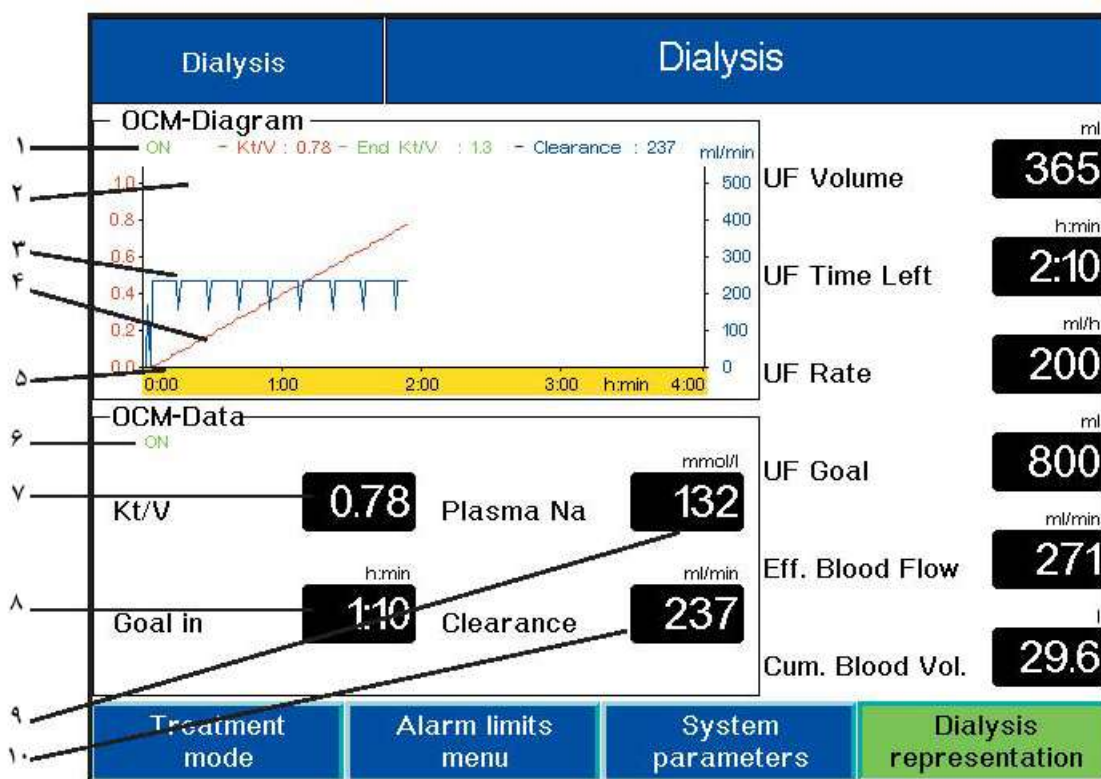 Dialysis
Dialysis
OCM-Diagram
ON - Kt/V : 0.78 - End Kt/V : 1.3 - Clearance : 237 ml/min
1.0
0.8
0.6
0.4
0.2
0.0
500
400
300
200
100
0
0:00 1:00 2:00 3:00 h:min 4:00
OCM-Data
ON
Kt/V 0.78
Plasma Na mmol/l 132
Goal in h:min 1:10
Clearance ml/min 237
UF Volume ml 365
UF Time Left h:min 2:10
UF Rate ml/h 200
UF Goal ml 800
Eff. Blood Flow ml/min 271
Cum. Blood Vol. l 29.6
Treatment
mode
Alarm limits
menu
System
parameters
Dialysis
representation
۱
۲
۳
۴
۵
۶
۷
۸
۹
۱۰